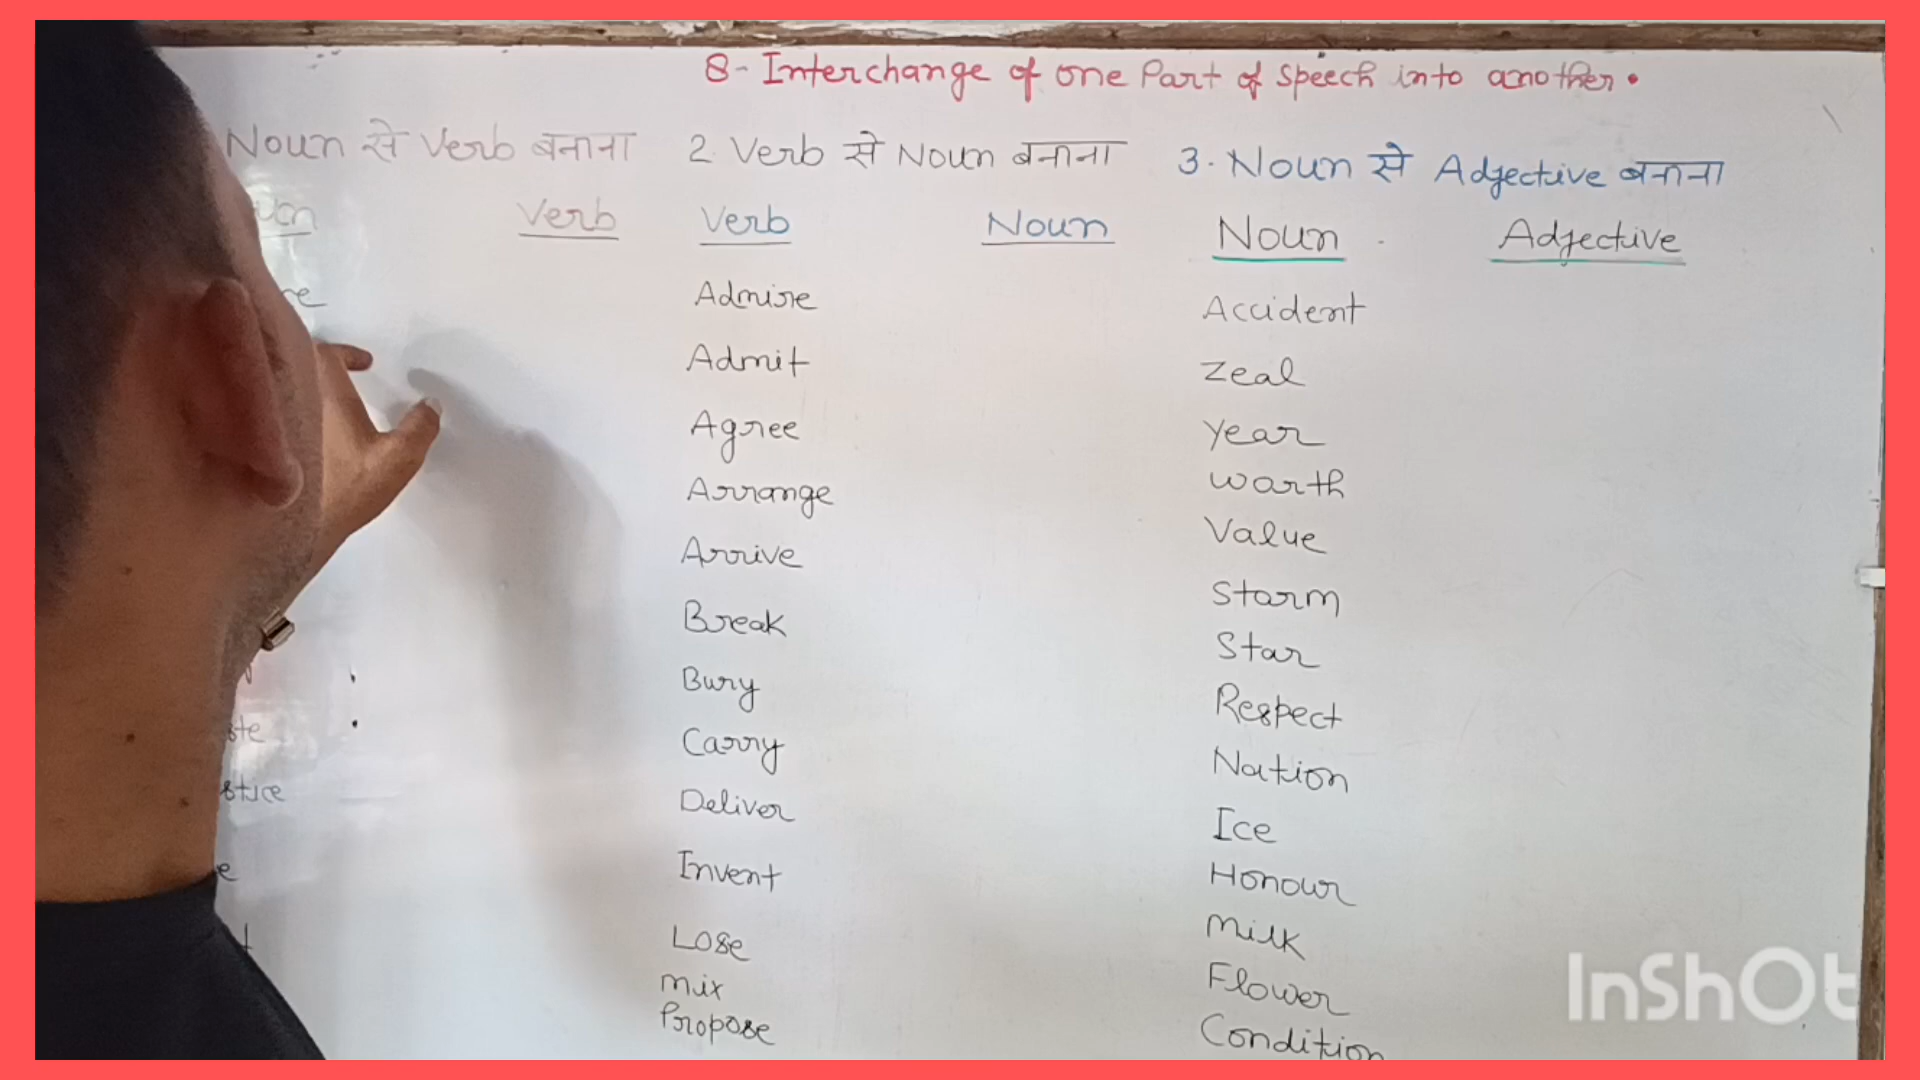 8- Interchange of one Part of speech into another.
Noun से Verb बनाना
Verb
2. Verb से Noun बनाना
Verb Noun
Admire
Admit
Agree
Arrange
Arrive
Break
Bury
Carry
Deliver
Invent
Lose
Mix
Propose
3. Noun से Adjective बनाना
Noun Adjective
Accident
Zeal
Year
Warth
Value
Starm
Star
Respect
Nation
Ice
Honour
Milk
Flower
Condition
InShOt